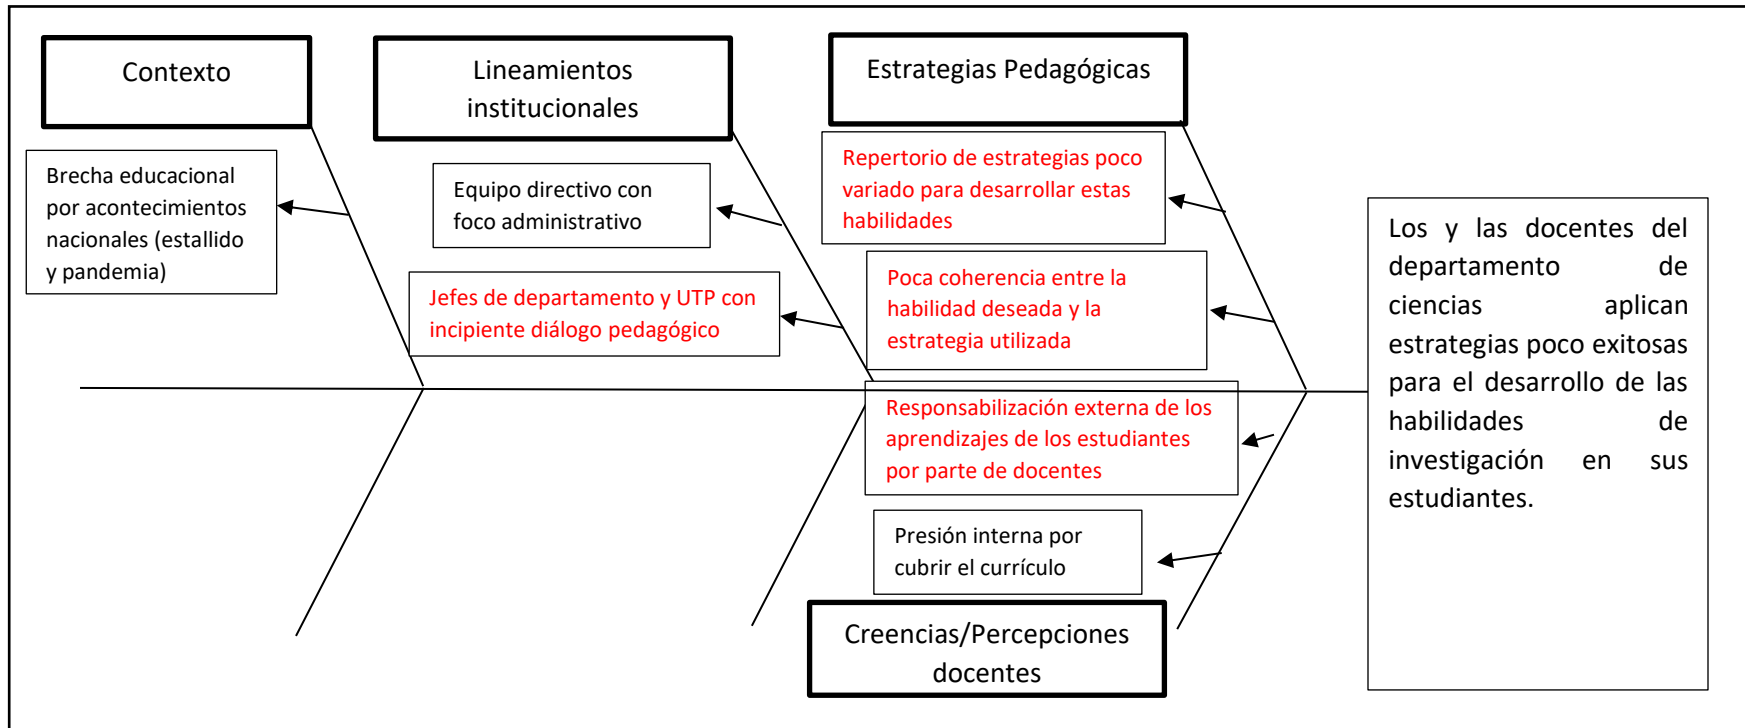 Contexto
Lineamientos
institucionales
Estrategias Pedagógicas
Brecha educacional
por acontecimientos
nacionales (estallido
y pandemia)
Equipo directivo con
foco administrativo
Jefes de departamento y UTP con
incipiente diálogo pedagógico
Repertorio de estrategias poco
variado para desarrollar estas
habilidades
Poca coherencia entre la
habilidad deseada y la
estrategia utilizada
Responsabilización externa de los
aprendizajes de los estudiantes
por parte de docentes
Presión interna por
cubrir el currículo
Creencias/Percepciones
docentes
Los y las docentes del
departamento de
ciencias aplican
estrategias poco exitosas
para el desarrollo de las
habilidades de
investigación en sus
estudiantes.